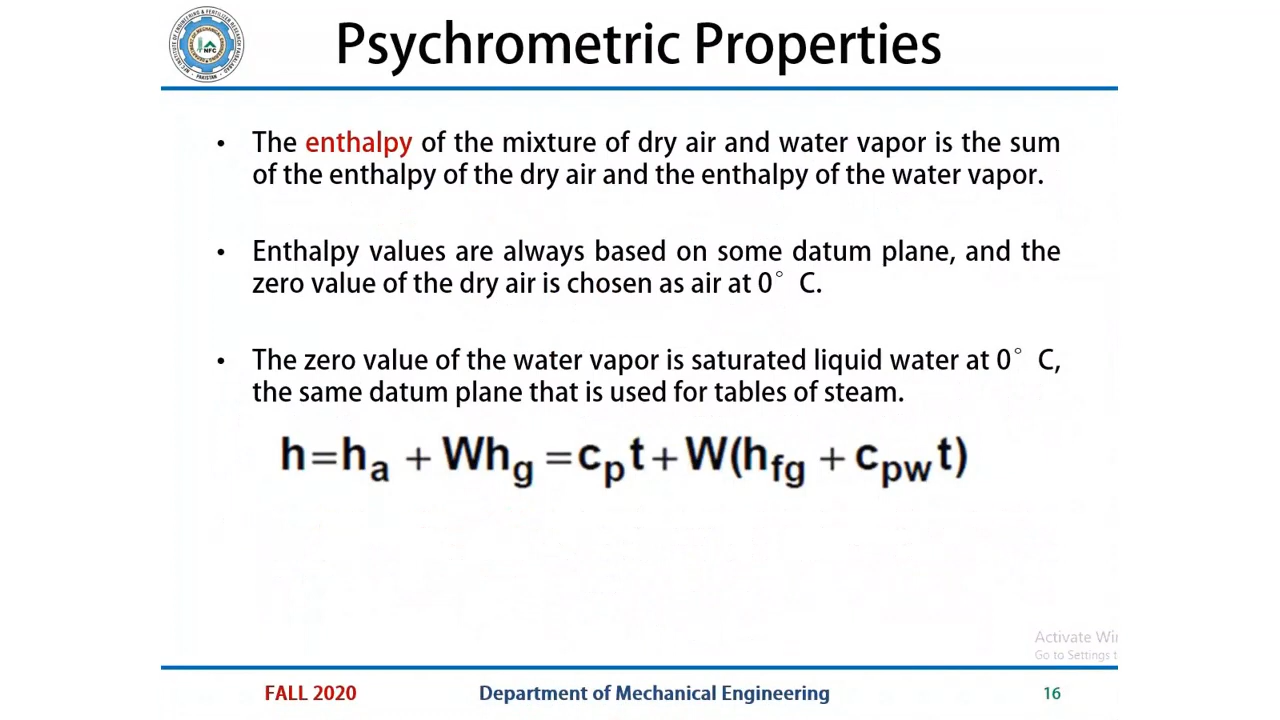 Psychrometric Properties
• The enthalpy of the mixture of dry air and water vapor is the sum
of the enthalpy of the dry air and the enthalpy of the water vapor.
• Enthalpy values are always based on some datum plane, and the
zero value of the dry air is chosen as air at 0° C.
• The zero value of the water vapor is saturated liquid water at 0° C,
the same datum plane that is used for tables of steam.
h=hₐ + Wh_g =c_p t+W(h_fg + c_pw t)
Activate Wi
Go to Settings t
FALL 2020
Department of Mechanical Engineering
16